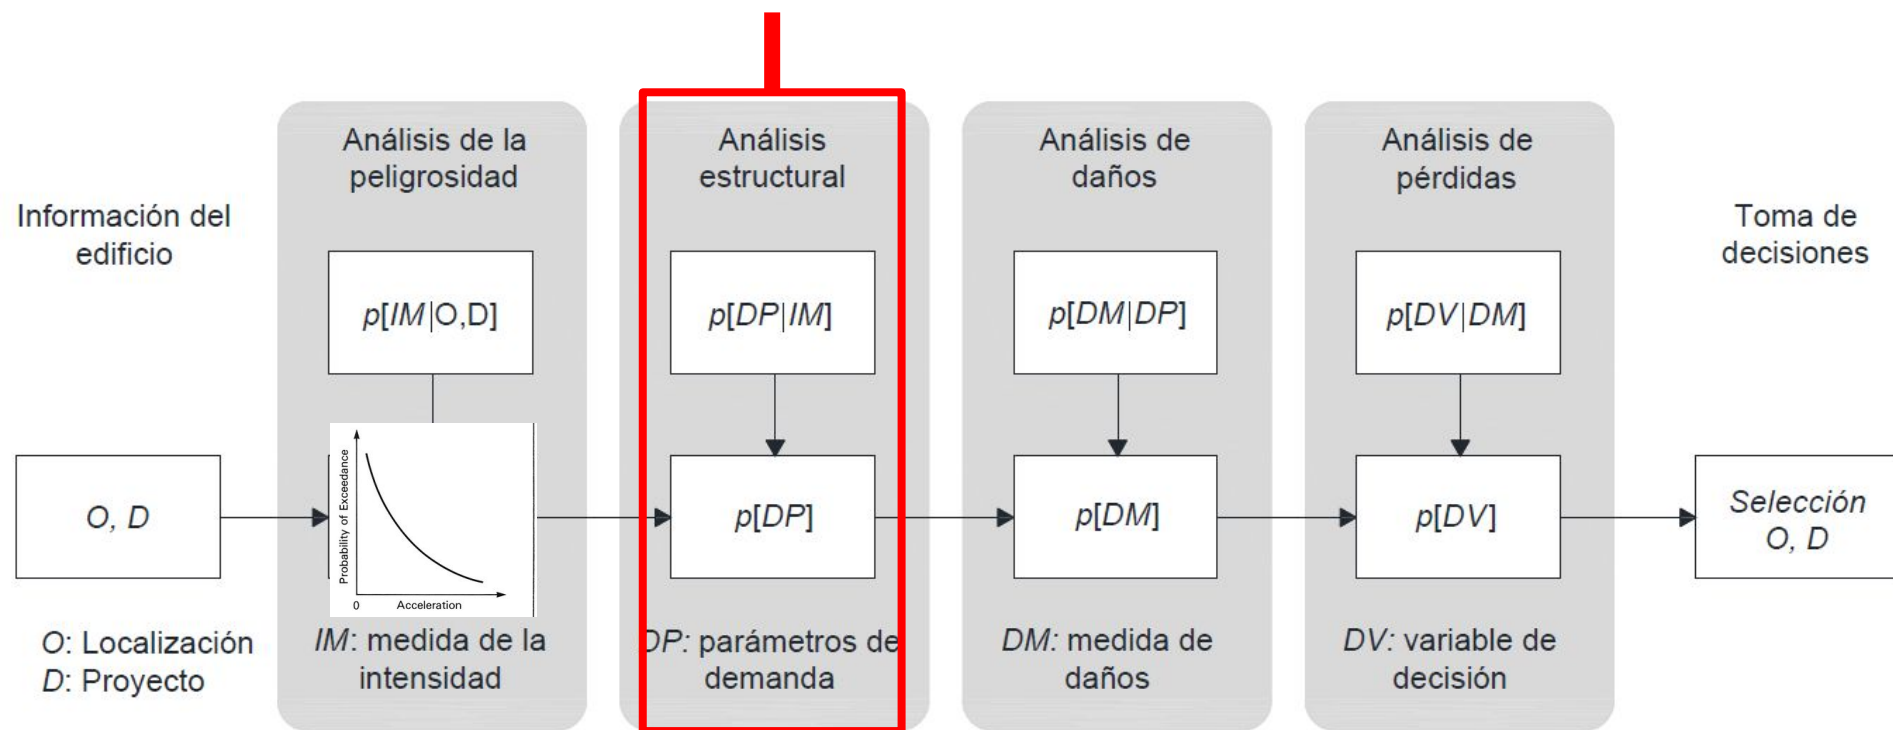 Información del
edificio
O, D
O: Localización
D: Proyecto
Análisis de la
peligrosidad
p[IM|O,D]
Probability of Exceedance
0
Acceleration
IM: medida de la
intensidad
Análisis
estructural
p[DP|IM]
p[DP]
DP: parámetros de
demanda
Análisis de
daños
p[DM|DP]
p[DM]
DM: medida de
daños
Análisis de
pérdidas
p[DV|DM]
p[DV]
DV: variable de
decisión
Toma de
decisiones
Selección
O, D